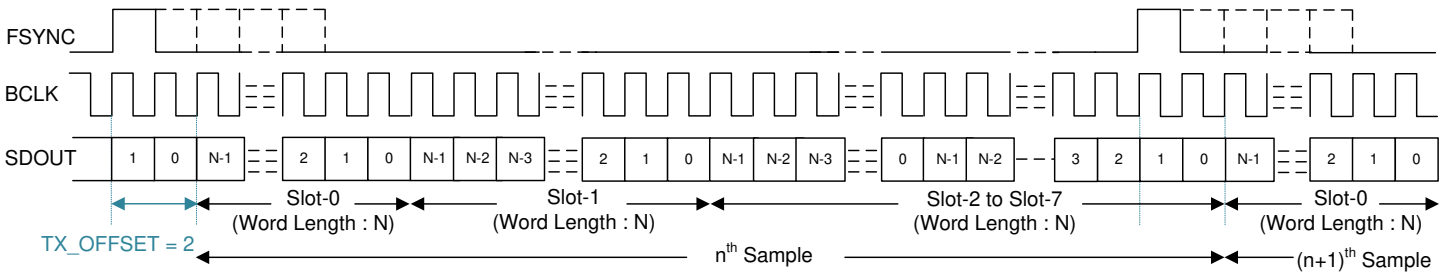 FSYNC
BCLK
SDOUT 1 0 N-1 2 1 0 N-1 N-2 N-3 2 1 0 N-1 N-2 N-3 0 N-1 N-2 3 2 1 0 N-1 2 1 0
Slot-0 Slot-1 Slot-2 to Slot-7 Slot-0
(Word Length : N) (Word Length : N) (Word Length : N) (Word Length : N)
TX_OFFSET = 2 nth Sample (n+1)th Sample